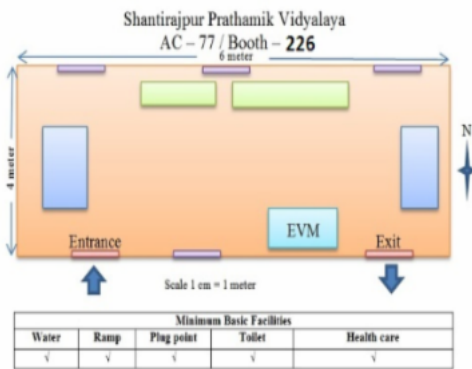 Shantirajpur Prathamik Vidyalaya
AC – 77 / Booth – 226
6 meter
4 meter
N
EVM
Entrance
Exit
Scale 1 cm = 1 meter
Minimum Basic Facilities
Water Ramp Plug point Toilet Health care
√ √ √ √ √